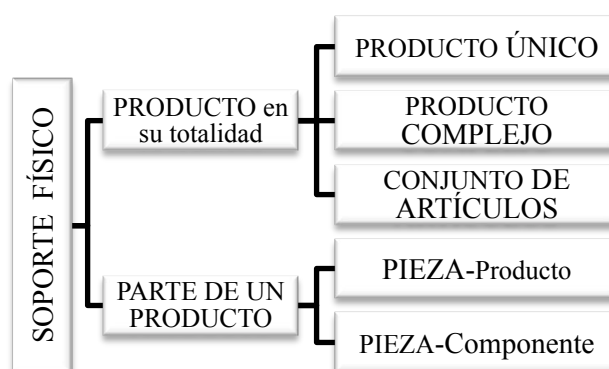 SOPORTE FÍSICO
PRODUCTO en
su totalidad
PRODUCTO ÚNICO
PRODUCTO
COMPLEJO
CONJUNTO DE
ARTÍCULOS
PARTE DE UN
PRODUCTO
PIEZA-Producto
PIEZA-Componente